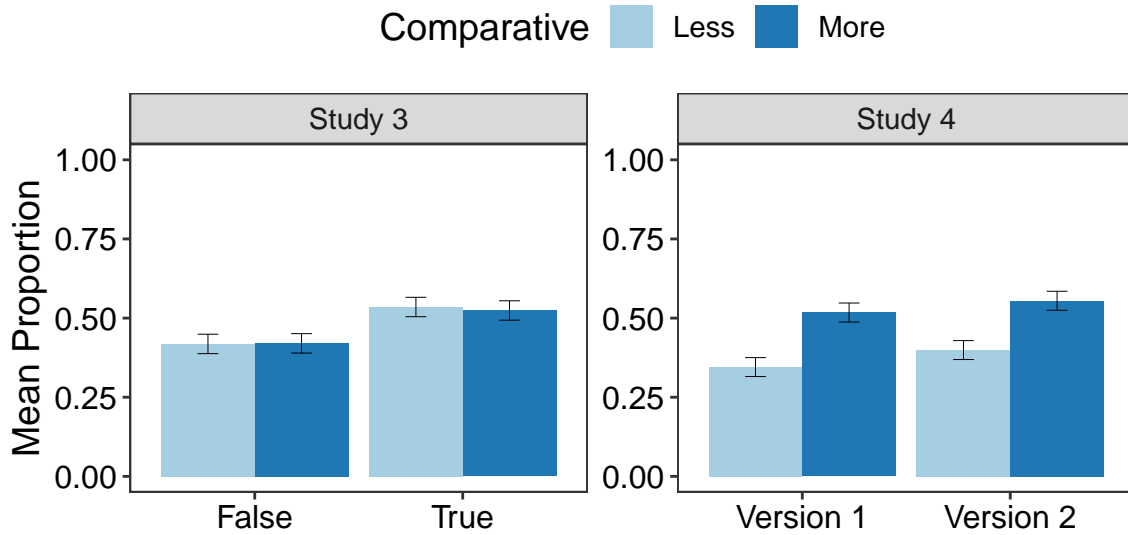 Comparative Less More
Study 3 Study 4
Mean Proportion
1.00 1.00
0.75 0.75
0.50 0.50
0.25 0.25
0.00 0.00
False True Version 1 Version 2